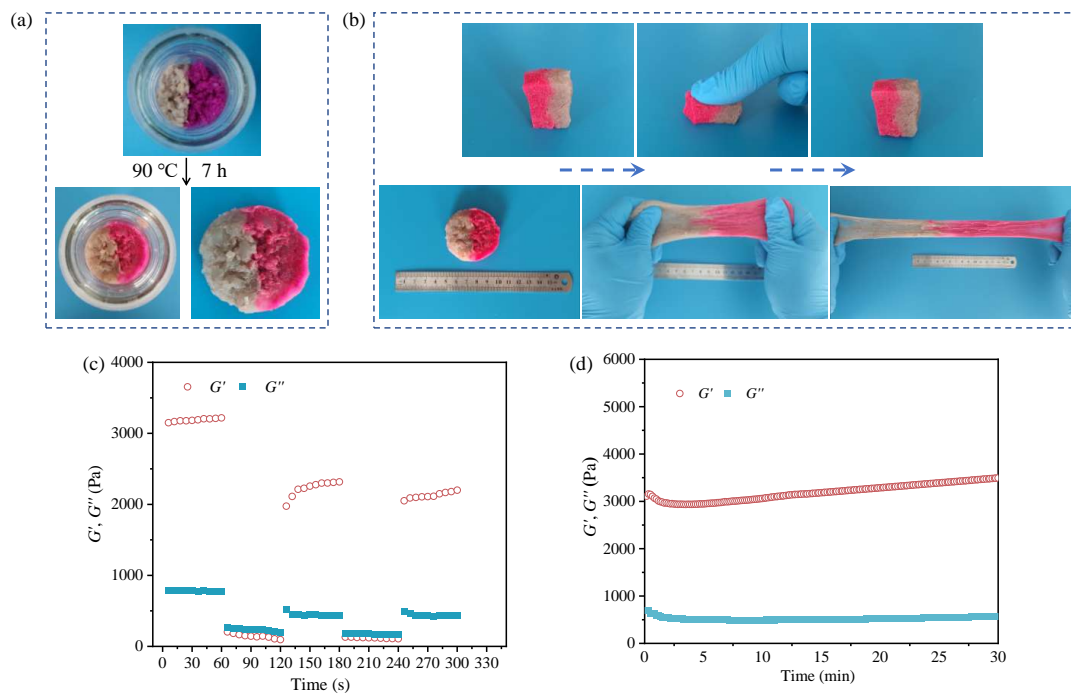 (a)
90 °C
7 h
(b)
(c)
G′
G″
4000
3000
2000
1000
0
G′, G″ (Pa)
0 30 60 90 120 150 180 210 240 270 300 330
Time (s)
(d)
G′
G″
6000
5000
4000
3000
2000
1000
0
G′, G″ (Pa)
0 5 10 15 20 25 30
Time (min)